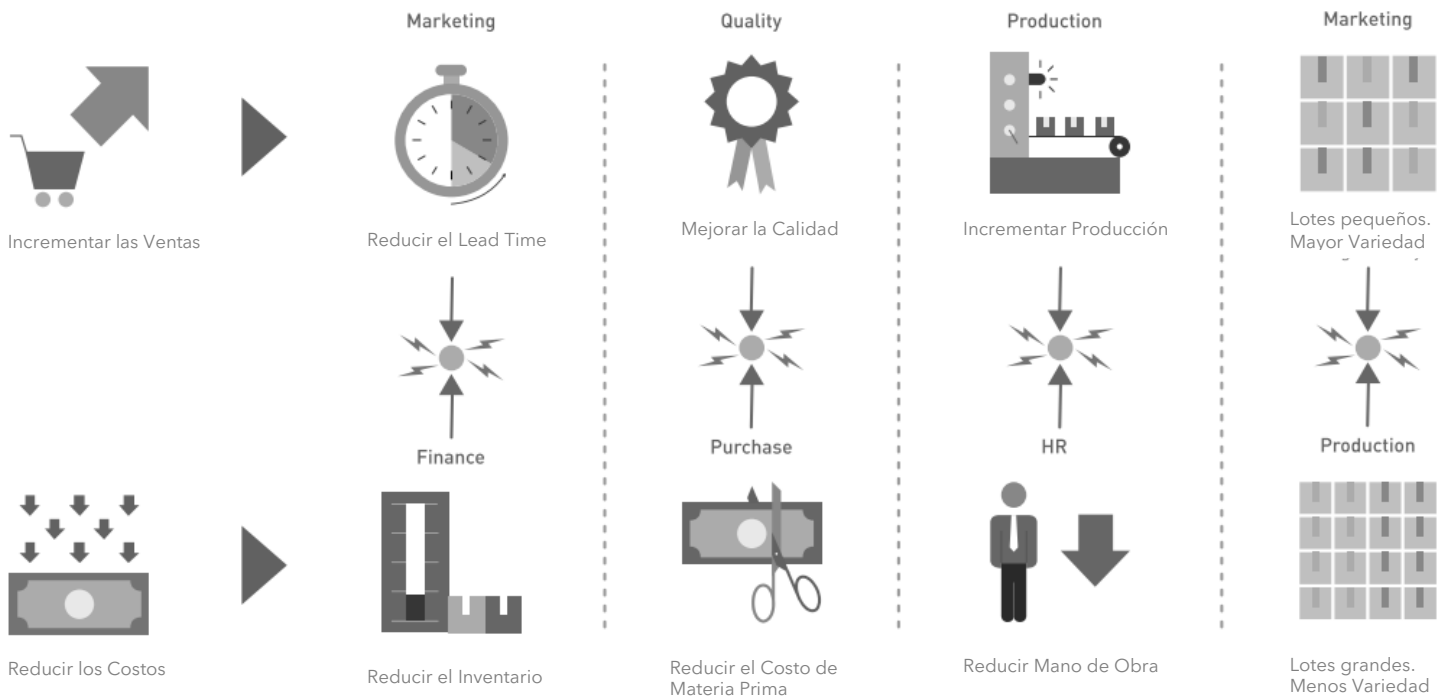 Marketing
Quality
Production
Marketing
Incrementar las Ventas
Reducir el Lead Time
Mejorar la Calidad
Incrementar Producción
Lotes pequeños.
Mayor Variedad
Finance
Purchase
HR
Production
Reducir los Costos
Reducir el Inventario
Reducir el Costo de
Materia Prima
Reducir Mano de Obra
Lotes grandes.
Menos Variedad